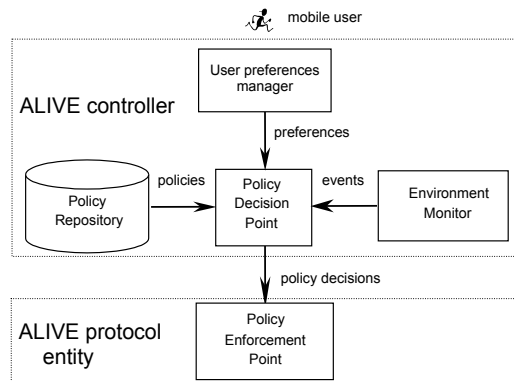 mobile user
User preferences
manager
ALIVE controller
preferences
Policy
Repository
policies
Policy
Decision
Point
events
Environment
Monitor
policy decisions
ALIVE protocol
entity
Policy
Enforcement
Point